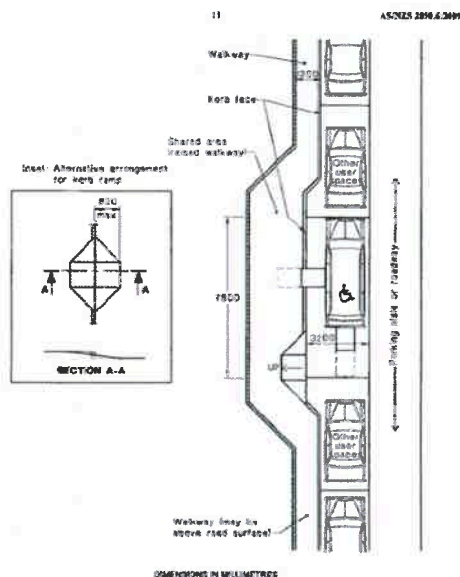 11
AS/NZS 2890.6:2009
Walkway
Kerb face
Shared area
(raised walkway)
Inset: Alternative arrangement
for kerb ramp
max
A
A
SECTION A-A
Other
user
space
7800
3200
UP
Parking aisle or roadway
Other
user
space
Walkway (may be
above road surface)
DIMENSIONS IN MILLIMETRES